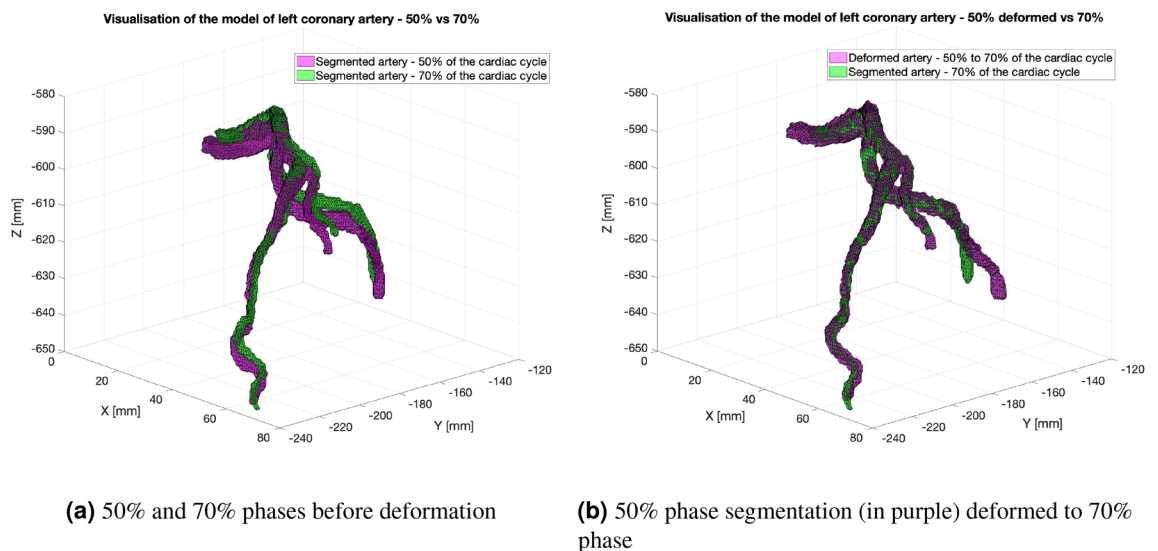 Visualisation of the model of left coronary artery - 50% vs 70%
Segmented artery - 50% of the cardiac cycle
Segmented artery - 70% of the cardiac cycle
-580
-590
-600
-610
-620
-630
-640
-650
Z [mm]
0
20
40
60
80
X [mm]
-240
-220
-200
-180
-160
-140
-120
Y [mm]
(a) 50% and 70% phases before deformation
Visualisation of the model of left coronary artery - 50% deformed vs 70%
Deformed artery - 50% to 70% of the cardiac cycle
Segmented artery - 70% of the cardiac cycle
-580
-590
-600
-610
-620
-630
-640
-650
Z [mm]
0
20
40
60
80
X [mm]
-240
-220
-200
-180
-160
-140
-120
Y [mm]
(b) 50% phase segmentation (in purple) deformed to 70%
phase